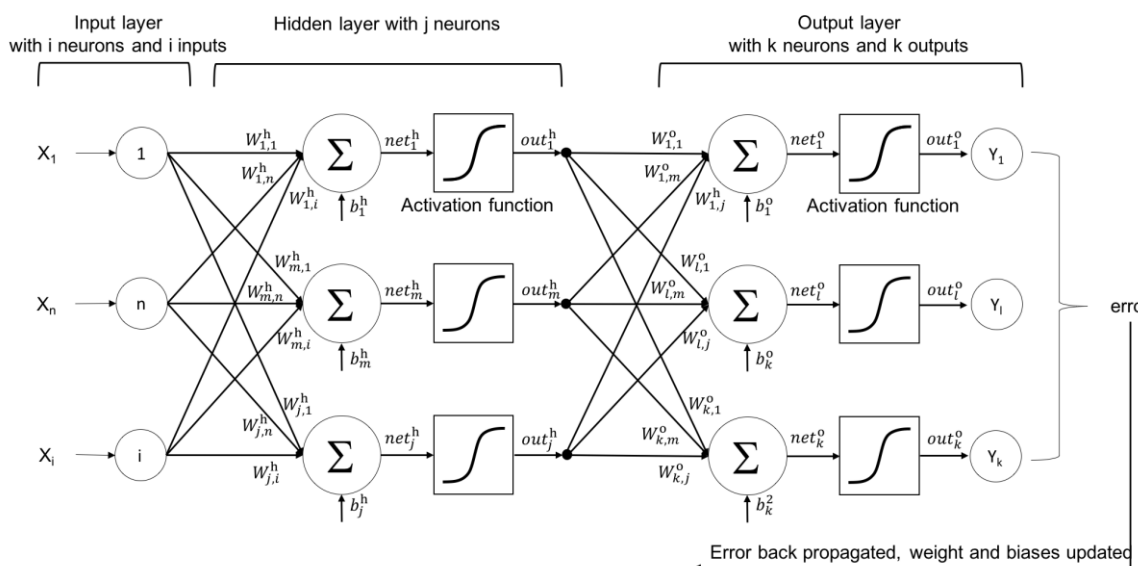 Input layer
with i neurons and i inputs
Hidden layer with j neurons
Output layer
with k neurons and k outputs
X₁
1
W₁,₁ʰ
W₁,ₙʰ
W₁,ᵢʰ
Σ
net₁ʰ
out₁ʰ
b₁ʰ
Activation function
W₁,₁ᵒ
W₁,ₘᵒ
W₁,ⱼʰ
Σ
net₁ᵒ
out₁ᵒ
Y₁
b₁ᵒ
Activation function
Xₙ
n
Wₘ,₁ʰ
Wₘ,ₙʰ
Wₘ,ᵢʰ
Σ
netₘʰ
outₘʰ
bₘʰ
Wₗ,₁ᵒ
Wₗ,ₘᵒ
Wₗ,ⱼᵒ
Σ
netₗᵒ
outₗᵒ
Yₗ
bₖᵒ
error
Xᵢ
i
Wⱼ,₁ʰ
Wⱼ,ₙʰ
Wⱼ,ᵢʰ
Σ
netⱼʰ
outⱼʰ
bⱼʰ
Wₖ,₁ᵒ
Wₖ,ₘᵒ
Wₖ,ⱼᵒ
Σ
netₖᵒ
outₖᵒ
Yₖ
bₖ²
Error back propagated, weight and biases updated